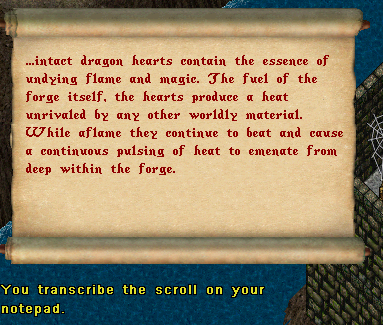 ...intact dragon hearts contain the essence of
undying flame and magic. The fuel of the
forge itself, the hearts produce a heat
unrivaled by any other worldly material.
While aflame they continue to beat and cause
a continuous pulsing of heat to emenate from
deep within the forge.
You transcribe the scroll on your
notepad.